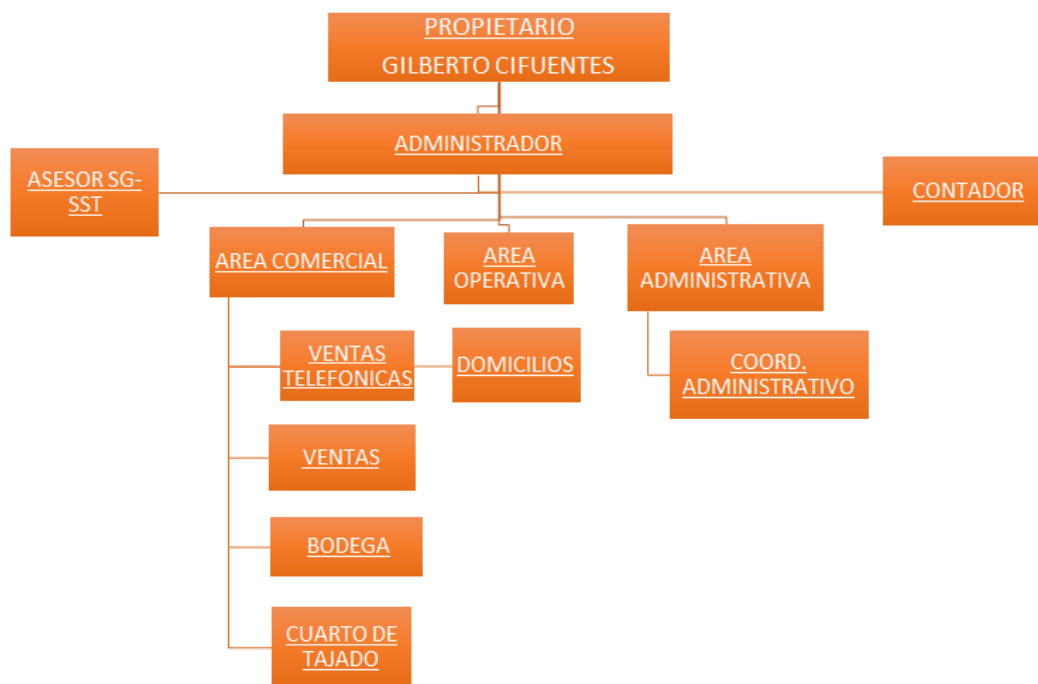 PROPIETARIO
GILBERTO CIFUENTES
ADMINISTRADOR
ASESOR SG-
SST
CONTADOR
AREA COMERCIAL
AREA
OPERATIVA
AREA
ADMINISTRATIVA
VENTAS
TELEFONICAS
DOMICILIOS
COORD.
ADMINISTRATIVO
VENTAS
BODEGA
CUARTO DE
TAJADO